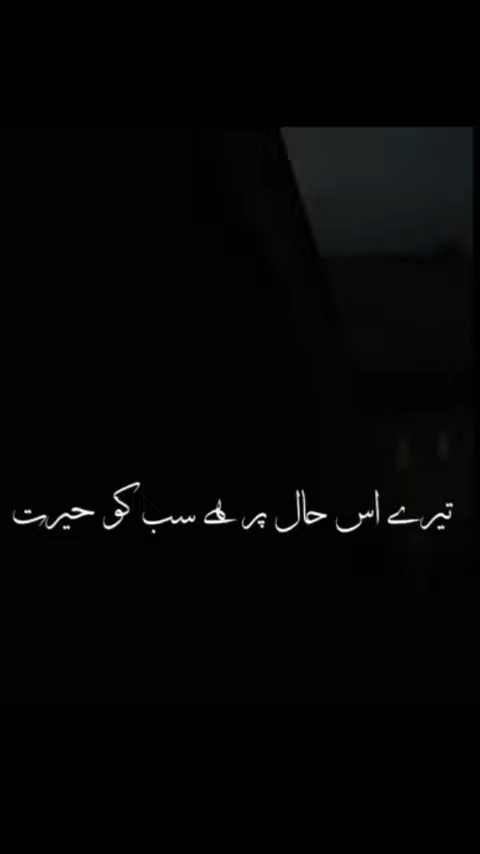 تیرے اس حال پر ہے سب کو حیرت